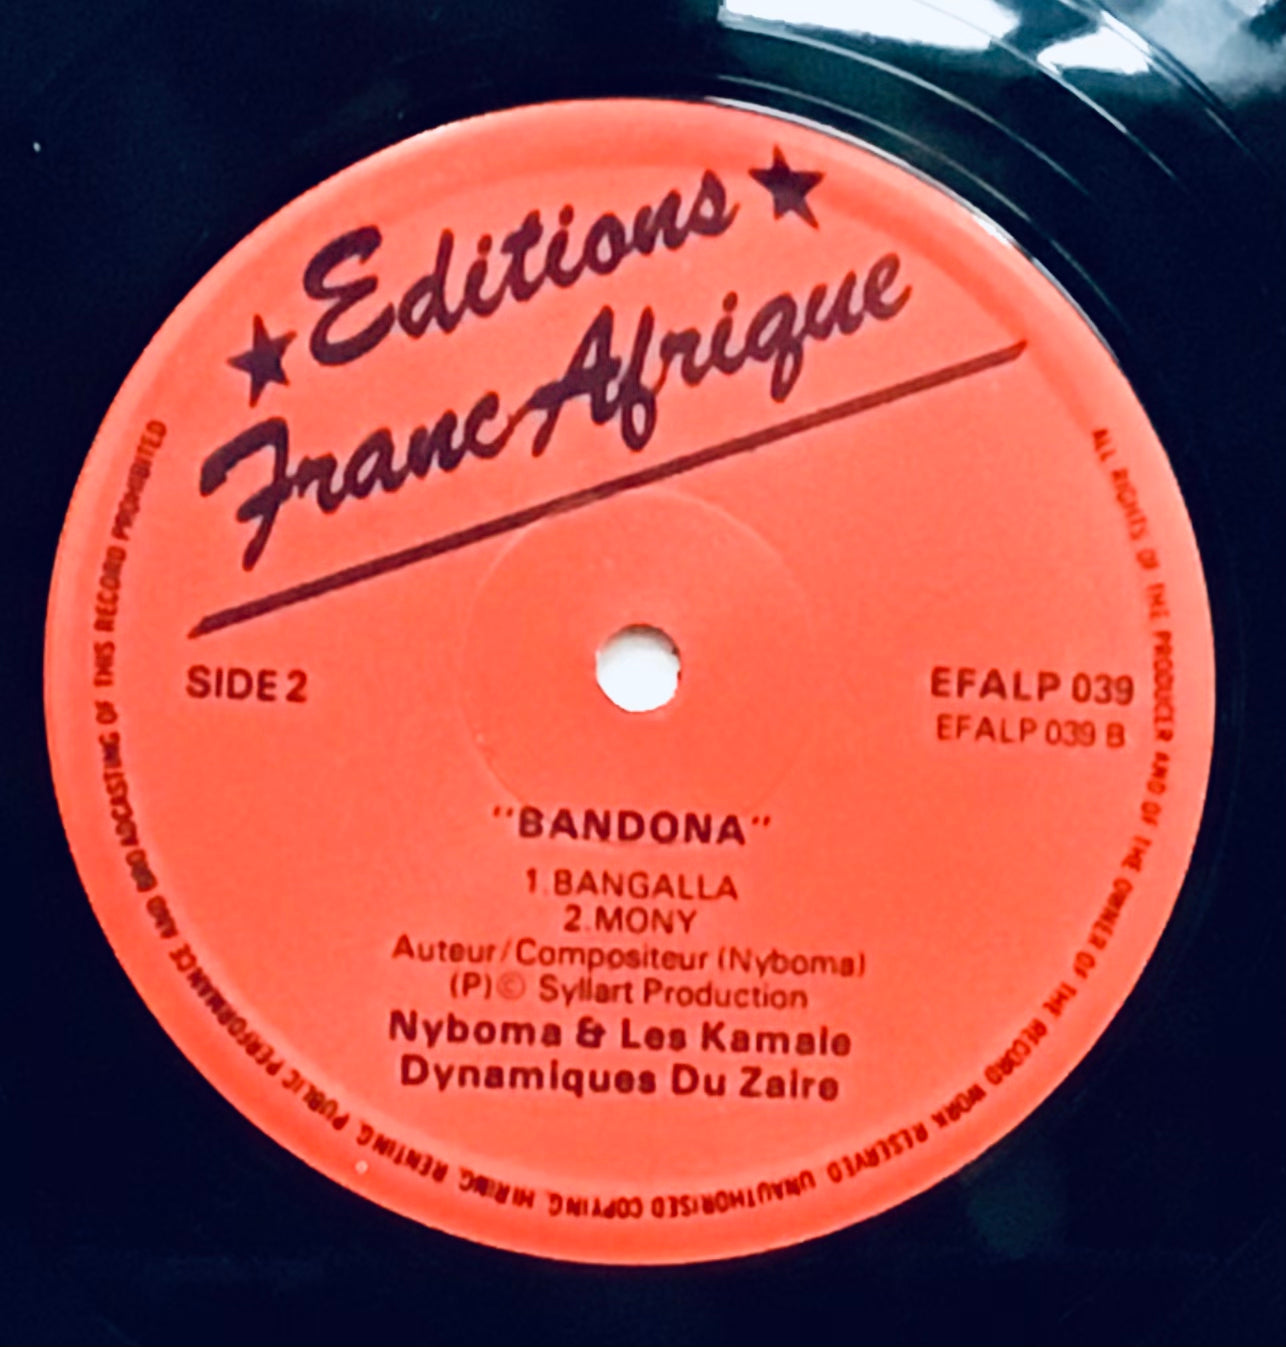 Editions
FrancAfrique
SIDE 2
EFALP 039
EFALP 039 B
"BANDONA"
1.BANGALLA
2.MONY
Auteur/Compositeur (Nyboma)
(P)© Syllart Production
Nyboma & Les Kamale
Dynamiques Du Zaire
ALL RIGHTS OF THE PRODUCER AND OF THE OWNER OF THE RECORD WORK RESERVED. UNAUTHORISED COPYING, HIRING, RENTING, PUBLIC PERFORMANCE AND BROADCASTING OF THIS RECORD PROHIBITED